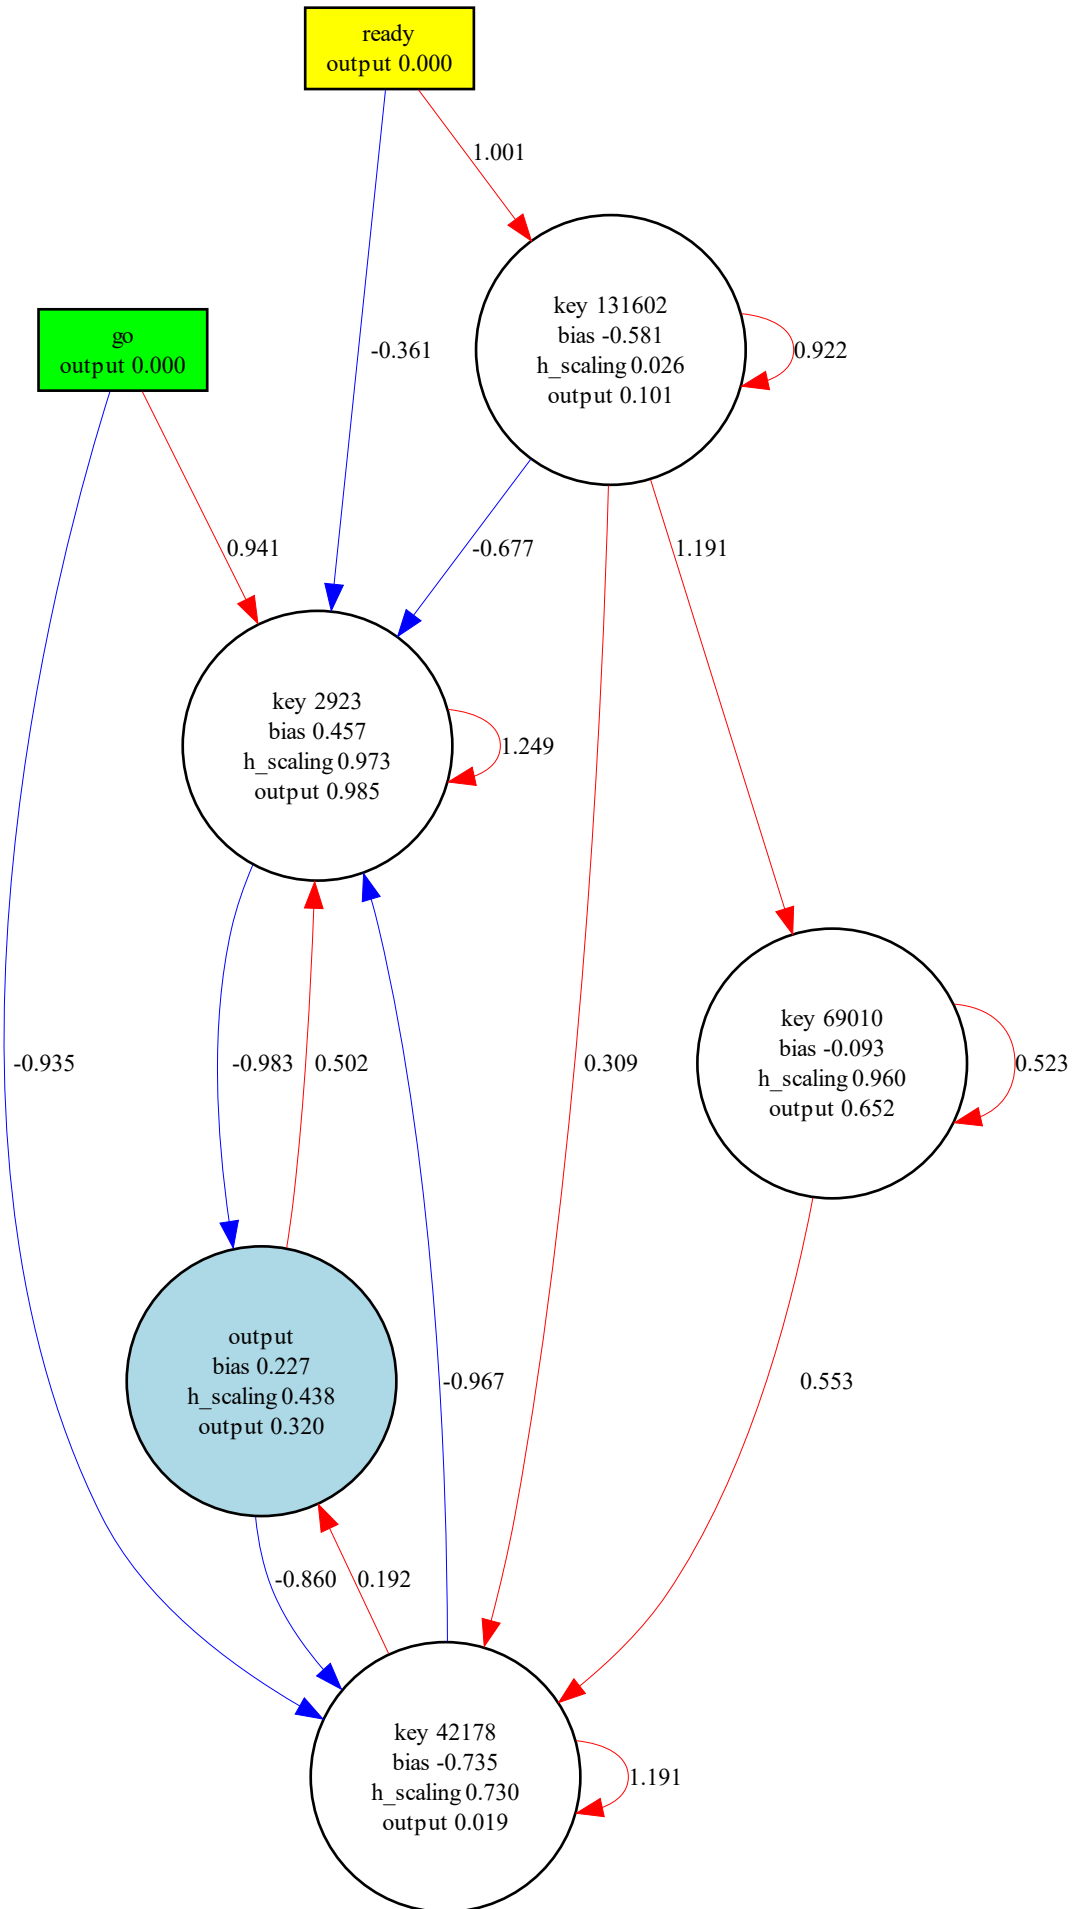 ready
output 0.000
1.001
key 131602
bias -0.581
h_scaling 0.026
output 0.101
0.922
go
output 0.000
-0.361
0.941
-0.677
1.191
key 2923
bias 0.457
h_scaling 0.973
output 0.985
1.249
key 69010
bias -0.093
h_scaling 0.960
output 0.652
0.523
-0.935
-0.983
0.502
0.309
output
bias 0.227
h_scaling 0.438
output 0.320
-0.967
0.553
-0.860
0.192
key 42178
bias -0.735
h_scaling 0.730
output 0.019
1.191